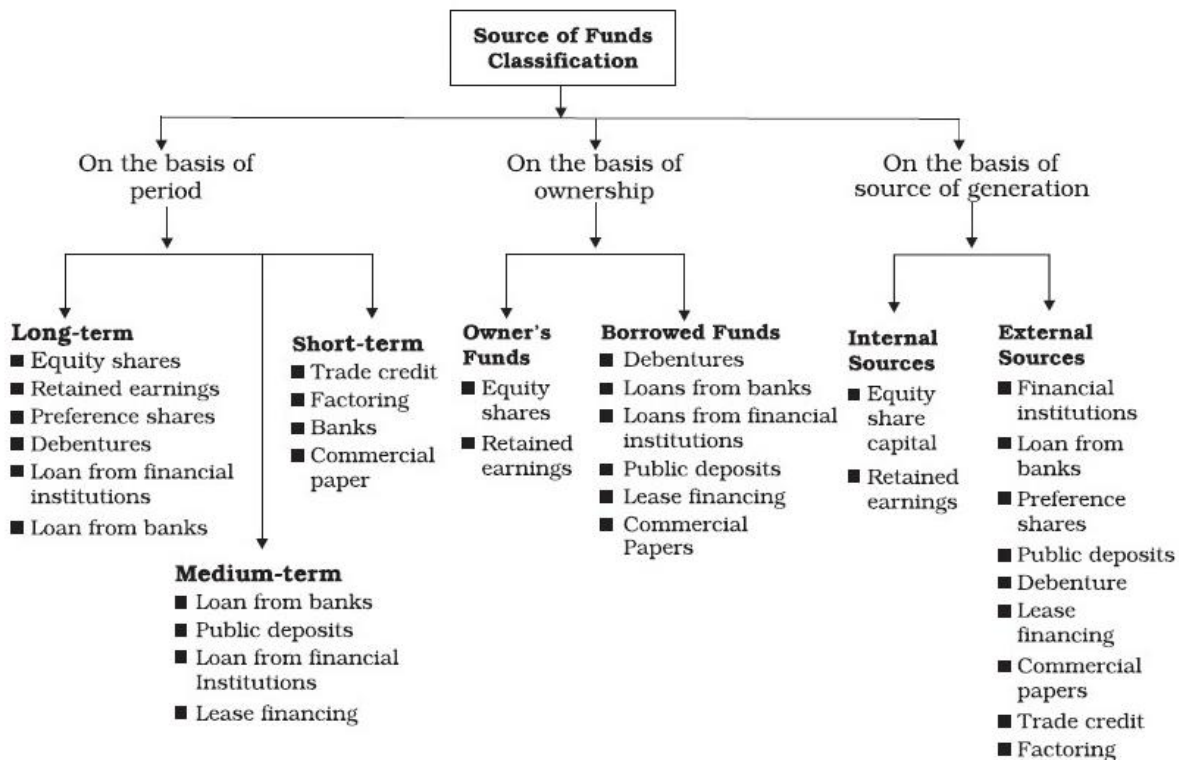 Source of Funds
Classification
On the basis of
period
On the basis of
ownership
On the basis of
source of generation
Long-term
■ Equity shares
■ Retained earnings
■ Preference shares
■ Debentures
■ Loan from financial
institutions
■ Loan from banks
Medium-term
■ Loan from banks
■ Public deposits
■ Loan from financial
Institutions
■ Lease financing
Short-term
■ Trade credit
■ Factoring
■ Banks
■ Commercial
paper
Owner's
Funds
■ Equity
shares
■ Retained
earnings
Borrowed Funds
■ Debentures
■ Loans from banks
■ Loans from financial
institutions
■ Public deposits
■ Lease financing
■ Commercial
Papers
Internal
Sources
■ Equity
share
capital
■ Retained
earnings
External
Sources
■ Financial
institutions
■ Loan from
banks
■ Preference
shares
■ Public deposits
■ Debenture
■ Lease
financing
■ Commercial
papers
■ Trade credit
■ Factoring